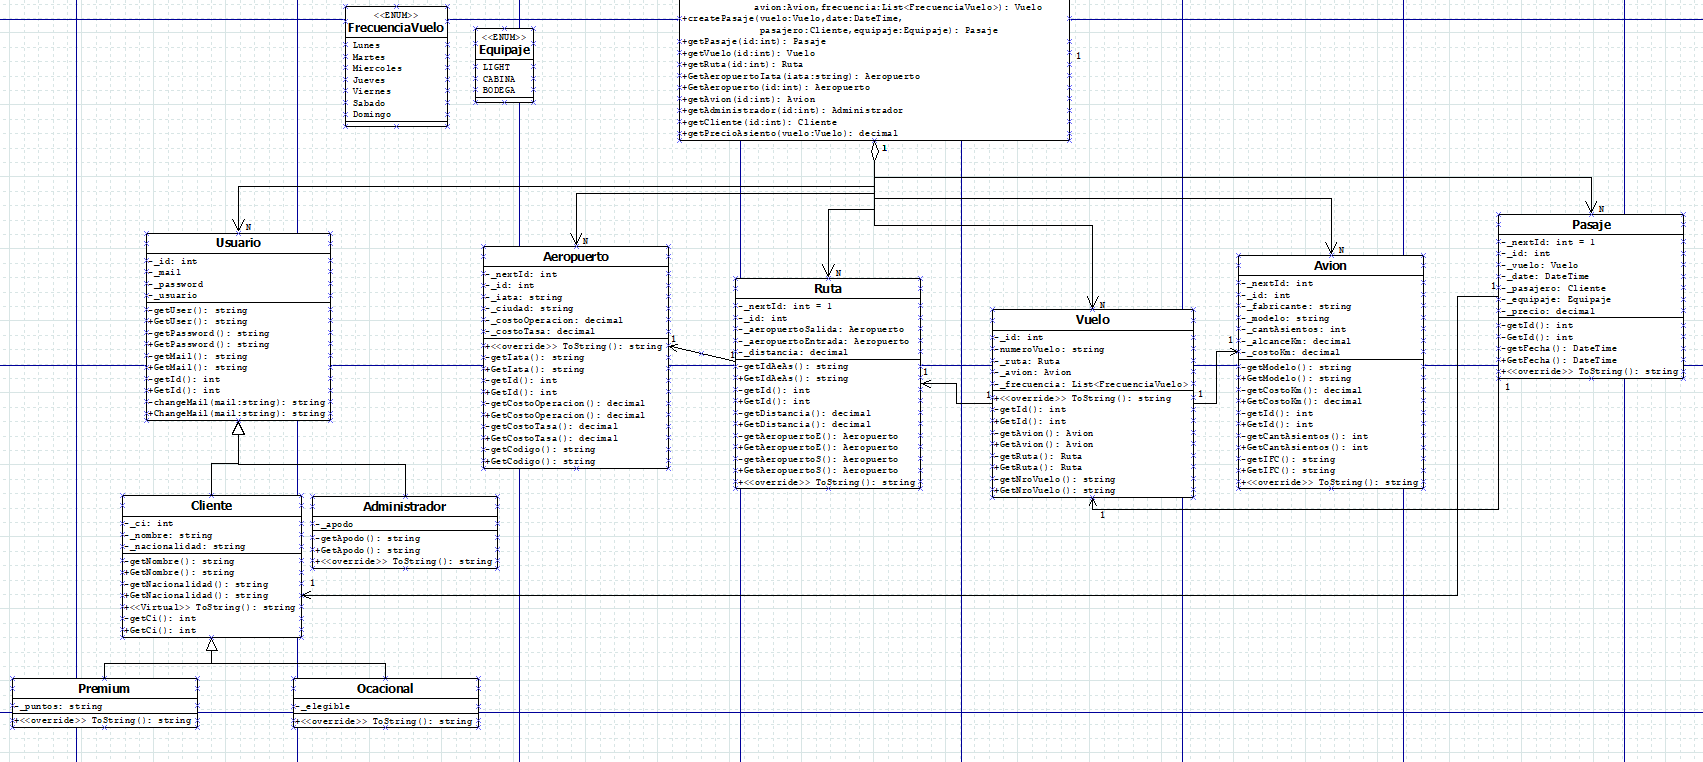 <<ENUM>>
FrecuenciaVuelo
Lunes
Martes
Miercoles
Jueves
Viernes
Sabado
Domingo
<<ENUM>>
Equipaje
LIGHT
CABINA
BODEGA
avion:Avion,frecuencia:List<FrecuenciaVuelo>): Vuelo
+createPasaje(vuelo:Vuelo,date:DateTime,
pasajero:Cliente,equipaje:Equipaje): Pasaje
+getPasaje(id:int): Pasaje
+getVuelo(id:int): Vuelo
+getRuta(id:int): Ruta
+GetAeropuertoIata(iata:string): Aeropuerto
+GetAeropuerto(id:int): Aeropuerto
+getAvion(id:int): Avion
+getAdministrador(id:int): Administrador
+getCliente(id:int): Cliente
+getPrecioAsiento(vuelo:Vuelo): decimal
1
1
N
Usuario
-_id: int
-_mail
-_password
-_usuario
-getUser(): string
+GetUser(): string
-getPassword(): string
+GetPassword(): string
-getMail(): string
+GetMail(): string
-getId(): int
+GetId(): int
-changeMail(mail:string): string
+ChangeMail(mail:string): string
N
Aeropuerto
-_nextId: int
-_id: int
-_iata: string
-_ciudad: string
-_costoOperacion: decimal
-_costoTasa: decimal
+<<override>> ToString(): string
-getIata(): string
+GetIata(): string
-getId(): int
+GetId(): int
-getCostoOperacion(): decimal
+GetCostoOperacion(): decimal
-getCostoTasa(): decimal
+GetCostoTasa(): decimal
-getCodigo(): string
+GetCodigo(): string
1
1
N
Ruta
-_nextId: int = 1
-_id: int
-_aeropuertoSalida: Aeropuerto
-_aeropuertoEntrada: Aeropuerto
-_distancia: decimal
-getIdAeAs(): string
+GetIdAeAs(): string
-getId(): int
+GetId(): int
-getDistancia(): decimal
+GetDistancia(): decimal
-getAeropuertoE(): Aeropuerto
+GetAeropuertoE(): Aeropuerto
-getAeropuertoS(): Aeropuerto
+GetAeropuertoS(): Aeropuerto
+<<override>> ToString(): string
1
1
N
Vuelo
-_id: int
-numeroVuelo: string
-_ruta: Ruta
-_avion: Avion
-_frecuencia: List<FrecuenciaVuelo>
+<<override>> ToString(): string
-getId(): int
+GetId(): int
-getAvion(): Avion
+GetAvion(): Avion
-getRuta(): Ruta
+GetRuta(): Ruta
-getNroVuelo(): string
+GetNroVuelo(): string
1
1
1
N
Avion
-_nextId: int
-_id: int
-_fabricante: string
-_modelo: string
-_cantAsientos: int
-_alcanceKm: decimal
-_costoKm: decimal
-getModelo(): string
+GetModelo(): string
-getCostoKm(): decimal
+GetCostoKm(): decimal
-getId(): int
+GetId(): int
-getCantAsientos(): int
+GetCantAsientos(): int
-getIFC(): string
+GetIFC(): string
+<<override>> ToString(): string
N
Pasaje
-_nextId: int = 1
-_id: int
-_vuelo: Vuelo
-_date: DateTime
-_pasajero: Cliente
-_equipaje: Equipaje
-_precio: decimal
-getId(): int
-GetId(): int
-getFecha(): DateTime
+GetFecha(): DateTime
+<<override>> ToString(): string
1
1
Cliente
-_ci: int
-_nombre: string
-_nacionalidad: string
-getNombre(): string
+GetNombre(): string
-getNacionalidad(): string
+GetNacionalidad(): string
+<<Virtual>> ToString(): string
-getCi(): int
+GetCi(): int
1
Administrador
-_apodo
-getApodo(): string
+GetApodo(): string
+<<override>> ToString(): string
Premium
-_puntos: string
+<<override>> ToString(): string
Ocacional
-_elegible
+<<override>> ToString(): string